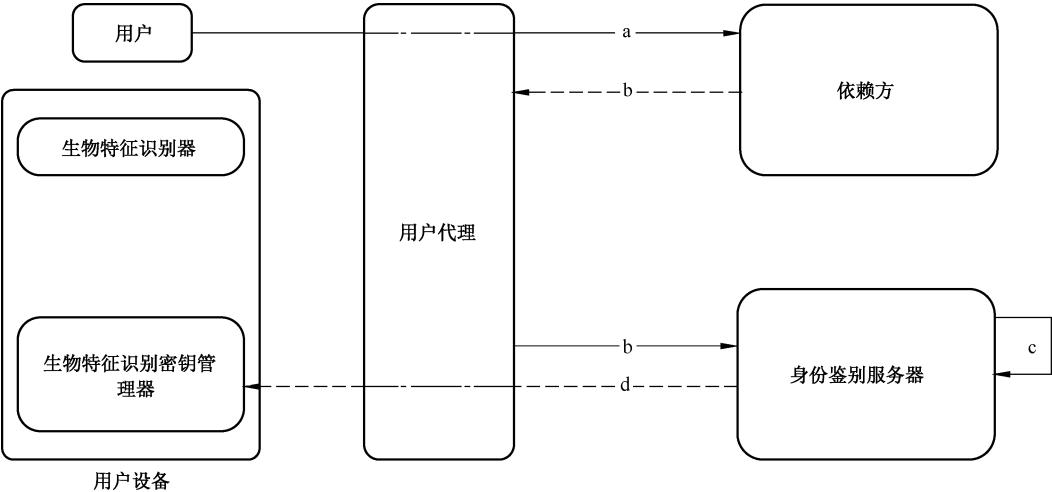 用户
a
b
依赖方
生物特征识别器
用户代理
生物特征识别密钥管
理器
b
d
身份鉴别服务器
c
用户设备